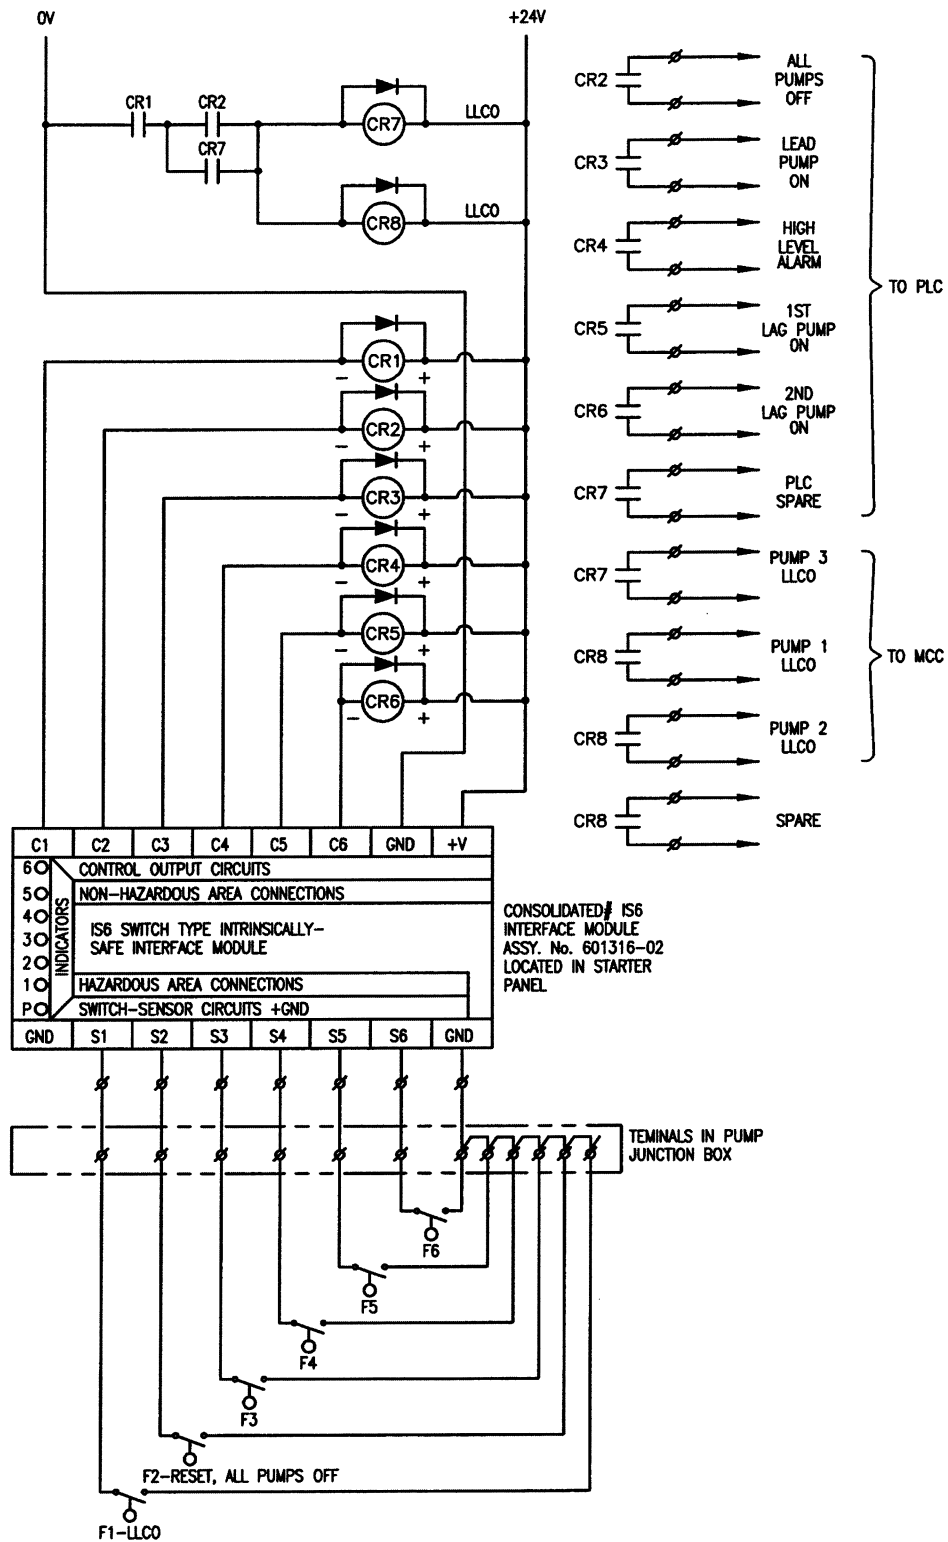 0V
+24V
CR1
CR2
CR7
LLCO
CR7
CR8
LLCO
CR1
-
+
CR2
-
+
CR3
-
+
CR4
-
+
CR5
-
+
CR6
-
+
CR2
ALL
PUMPS
OFF
CR3
LEAD
PUMP
ON
CR4
HIGH
LEVEL
ALARM
CR5
1ST
LAG PUMP
ON
CR6
2ND
LAG PUMP
ON
CR7
PLC
SPARE
TO PLC
CR7
PUMP 3
LLCO
CR8
PUMP 1
LLCO
CR8
PUMP 2
LLCO
TO MCC
CR8
SPARE
C1 C2 C3 C4 C5 C6 GND +V
6
5
4
3
2
1
P
INDICATORS
CONTROL OUTPUT CIRCUITS
NON-HAZARDOUS AREA CONNECTIONS
IS6 SWITCH TYPE INTRINSICALLY-
SAFE INTERFACE MODULE
HAZARDOUS AREA CONNECTIONS
SWITCH-SENSOR CIRCUITS +GND
GND S1 S2 S3 S4 S5 S6 GND
CONSOLIDATED# IS6
INTERFACE MODULE
ASSY. No. 601316-02
LOCATED IN STARTER
PANEL
TEMINALS IN PUMP
JUNCTION BOX
F6
F5
F4
F3
F2-RESET, ALL PUMPS OFF
F1-LLCO